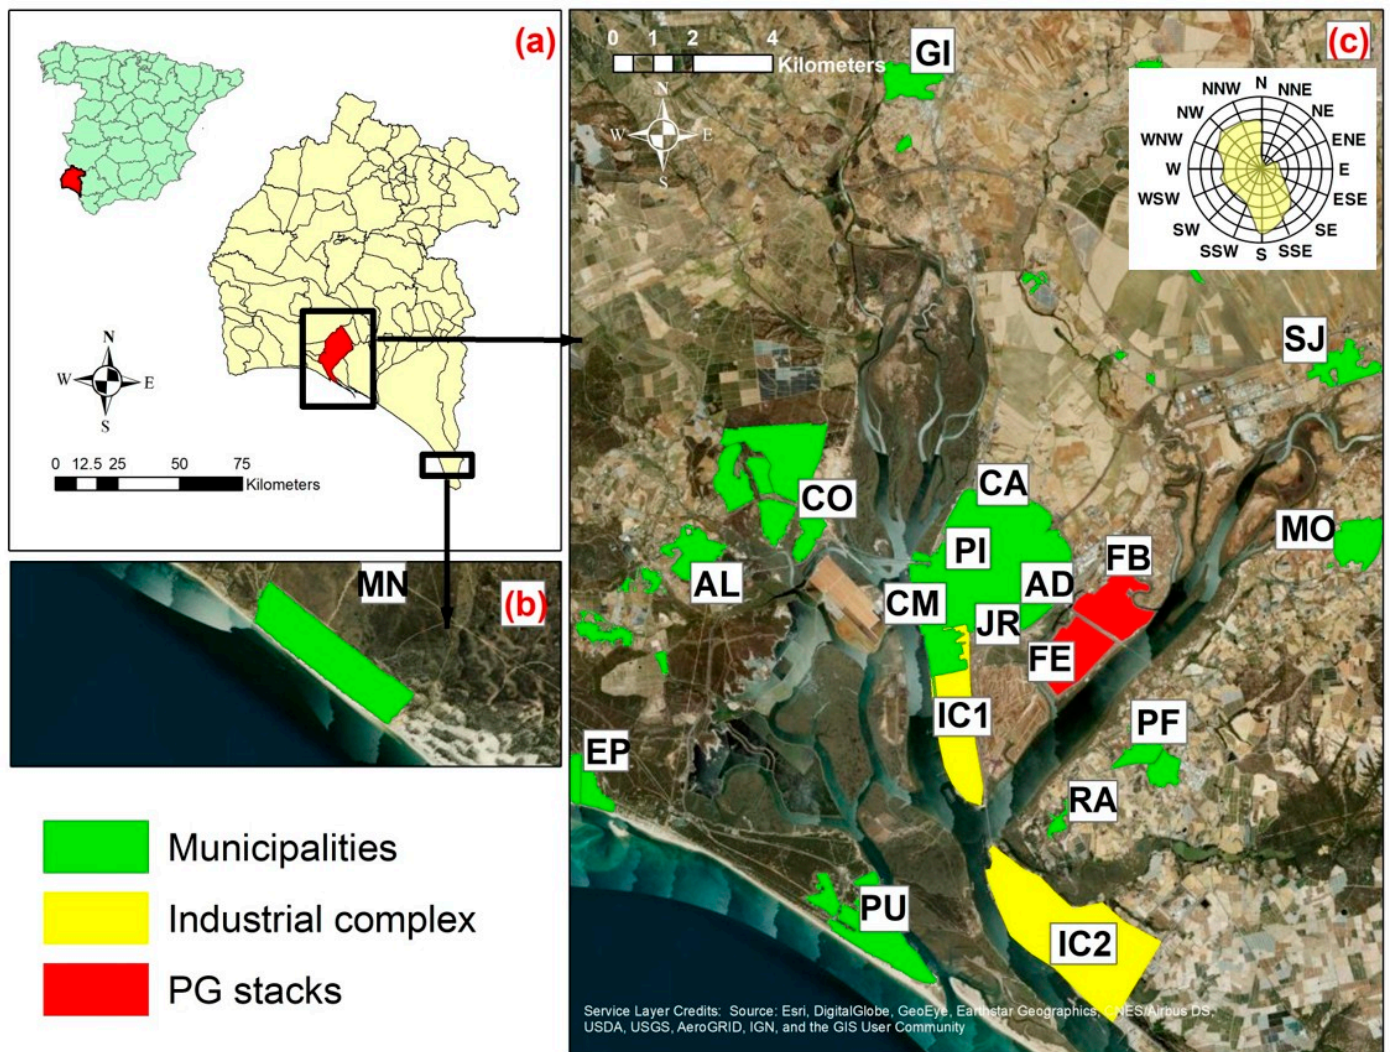 (a)
N
W
E
S
0 12.5 25 50 75
Kilometers
MN
(b)
Municipalities
Industrial complex
PG stacks
(c)
0 1 2 4
Kilometers
N
W
E
S
GI
N
NNW
NNE
NW
NE
WNW
ENE
W
E
WSW
ESE
SW
SE
SSW
SSE
S
SJ
CO
CA
MO
PI
FB
AL
AD
CM
JR
FE
IC1
PF
EP
RA
PU
IC2
Service Layer Credits: Source: Esri, DigitalGlobe, GeoEye, Earthstar Geographics, CNES/Airbus DS,
USDA, USGS, AeroGRID, IGN, and the GIS User Community